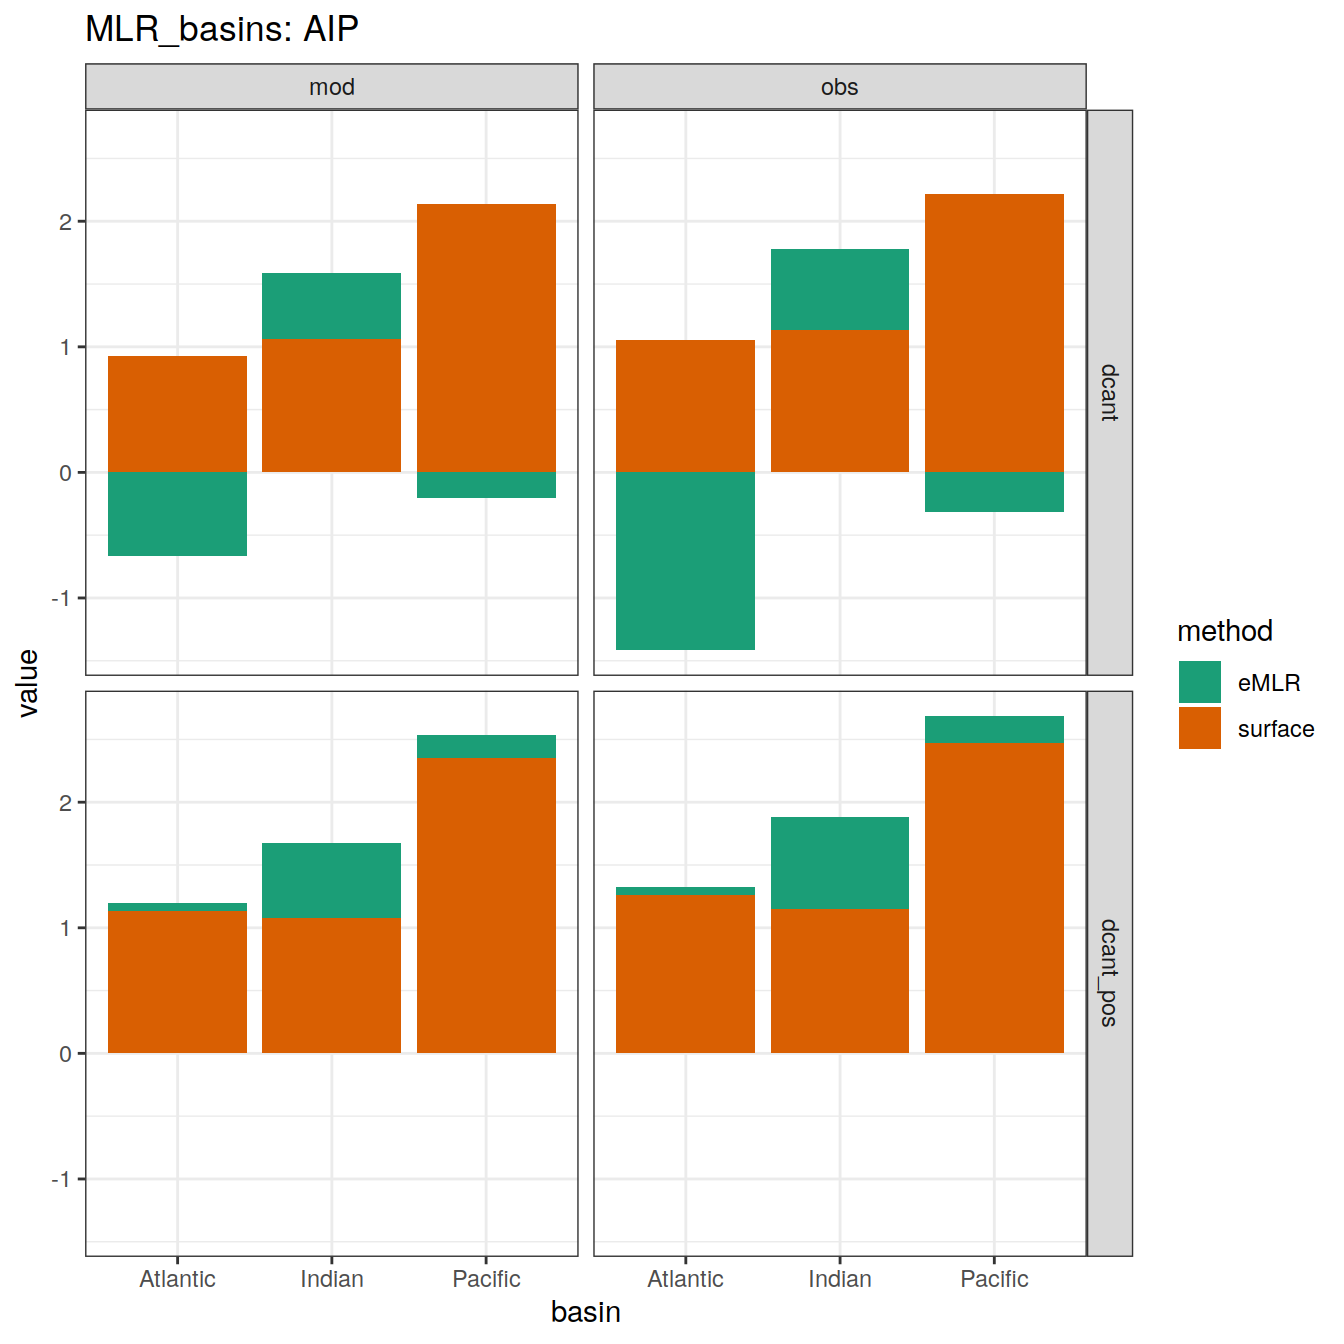 MLR_basins: AIP
mod
obs
2
1
0
-1
dcant
2
1
0
-1
dcant_pos
value
Atlantic
Indian
Pacific
Atlantic
Indian
Pacific
basin
method
eMLR
surface